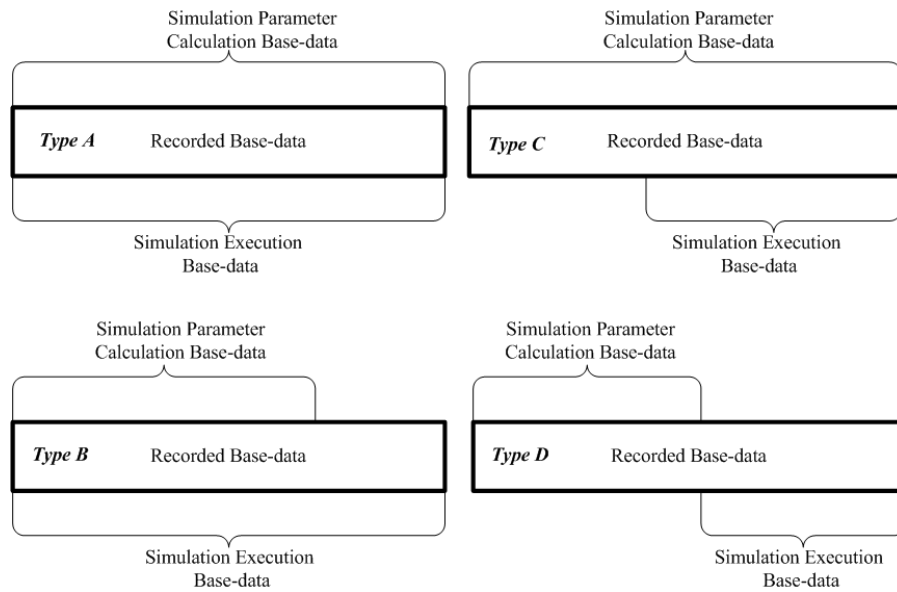 Simulation Parameter
Calculation Base-data
Type A Recorded Base-data
Simulation Execution
Base-data
Simulation Parameter
Calculation Base-data
Type C Recorded Base-data
Simulation Execution
Base-data
Simulation Parameter
Calculation Base-data
Type B Recorded Base-data
Simulation Execution
Base-data
Simulation Parameter
Calculation Base-data
Type D Recorded Base-data
Simulation Execution
Base-data